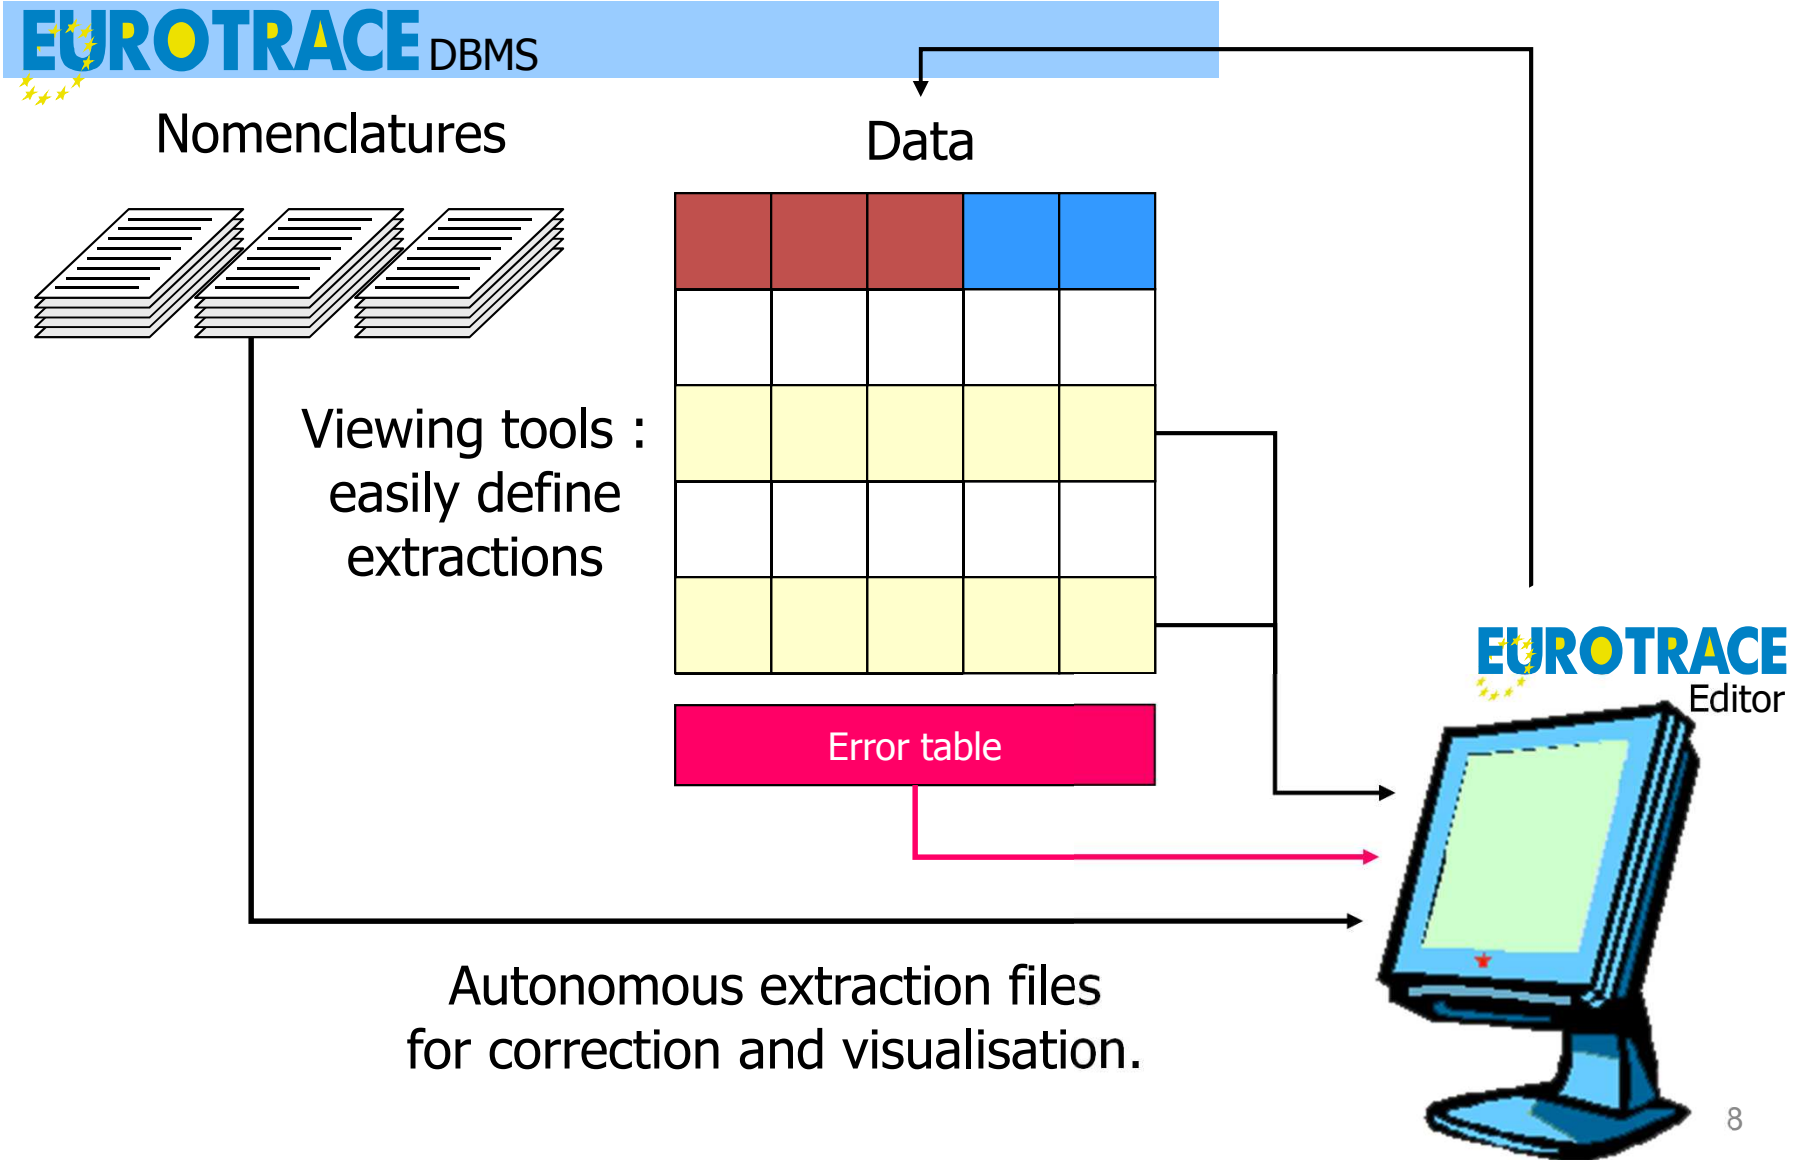 EUROTRACE DBMS
Nomenclatures
Data
Viewing tools :
easily define
extractions
Error table
EUROTRACE
Editor
Autonomous extraction files
for correction and visualisation.
8